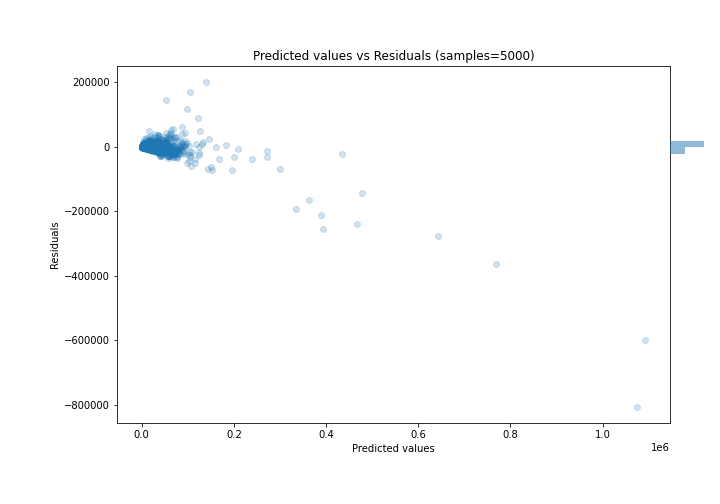 Predicted values vs Residuals (samples=5000)
200000
0
−200000
−400000
−600000
−800000
Residuals
0.0 0.2 0.4 0.6 0.8 1.0
1e6
Predicted values